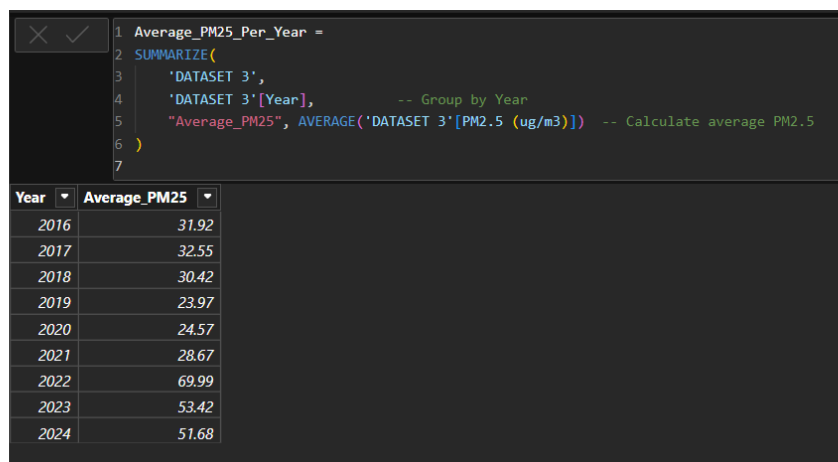 1 Average_PM25_Per_Year =
2 SUMMARIZE(
3 'DATASET 3',
4 'DATASET 3'[Year], -- Group by Year
5 "Average_PM25", AVERAGE('DATASET 3'[PM2.5 (ug/m3)]) -- Calculate average PM2.5
6 )
7
Year Average_PM25
2016 31.92
2017 32.55
2018 30.42
2019 23.97
2020 24.57
2021 28.67
2022 69.99
2023 53.42
2024 51.68